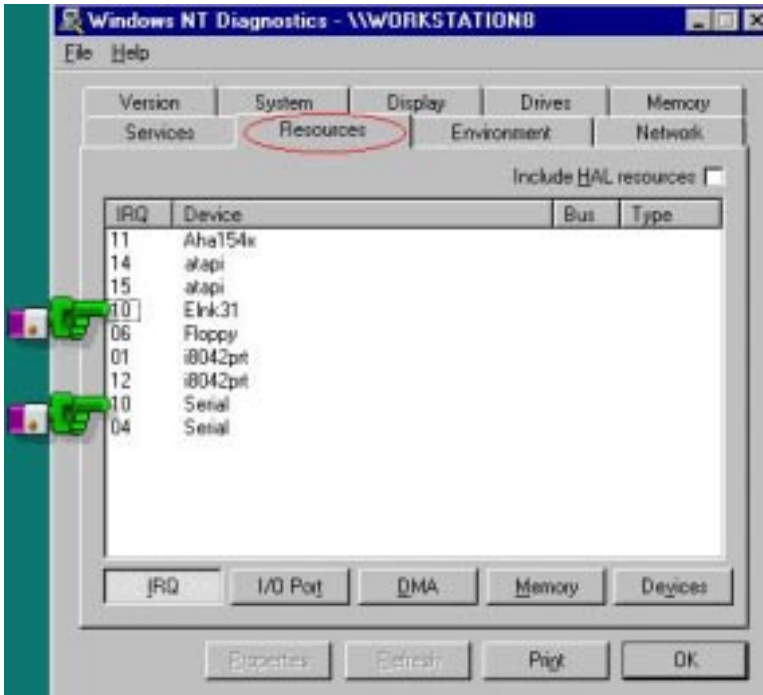 Windows NT Diagnostics - \\WORKSTATION8
File Help
Version System Display Drives Memory
Services Resources Environment Network
Include HAL resources
IRQ Device Bus Type
11 Aha154x
14 atapi
15 atapi
10 Elnk31
06 Floppy
01 i8042prt
12 i8042prt
10 Serial
04 Serial
IRQ I/O Port DMA Memory Devices
Properties Refresh Print OK